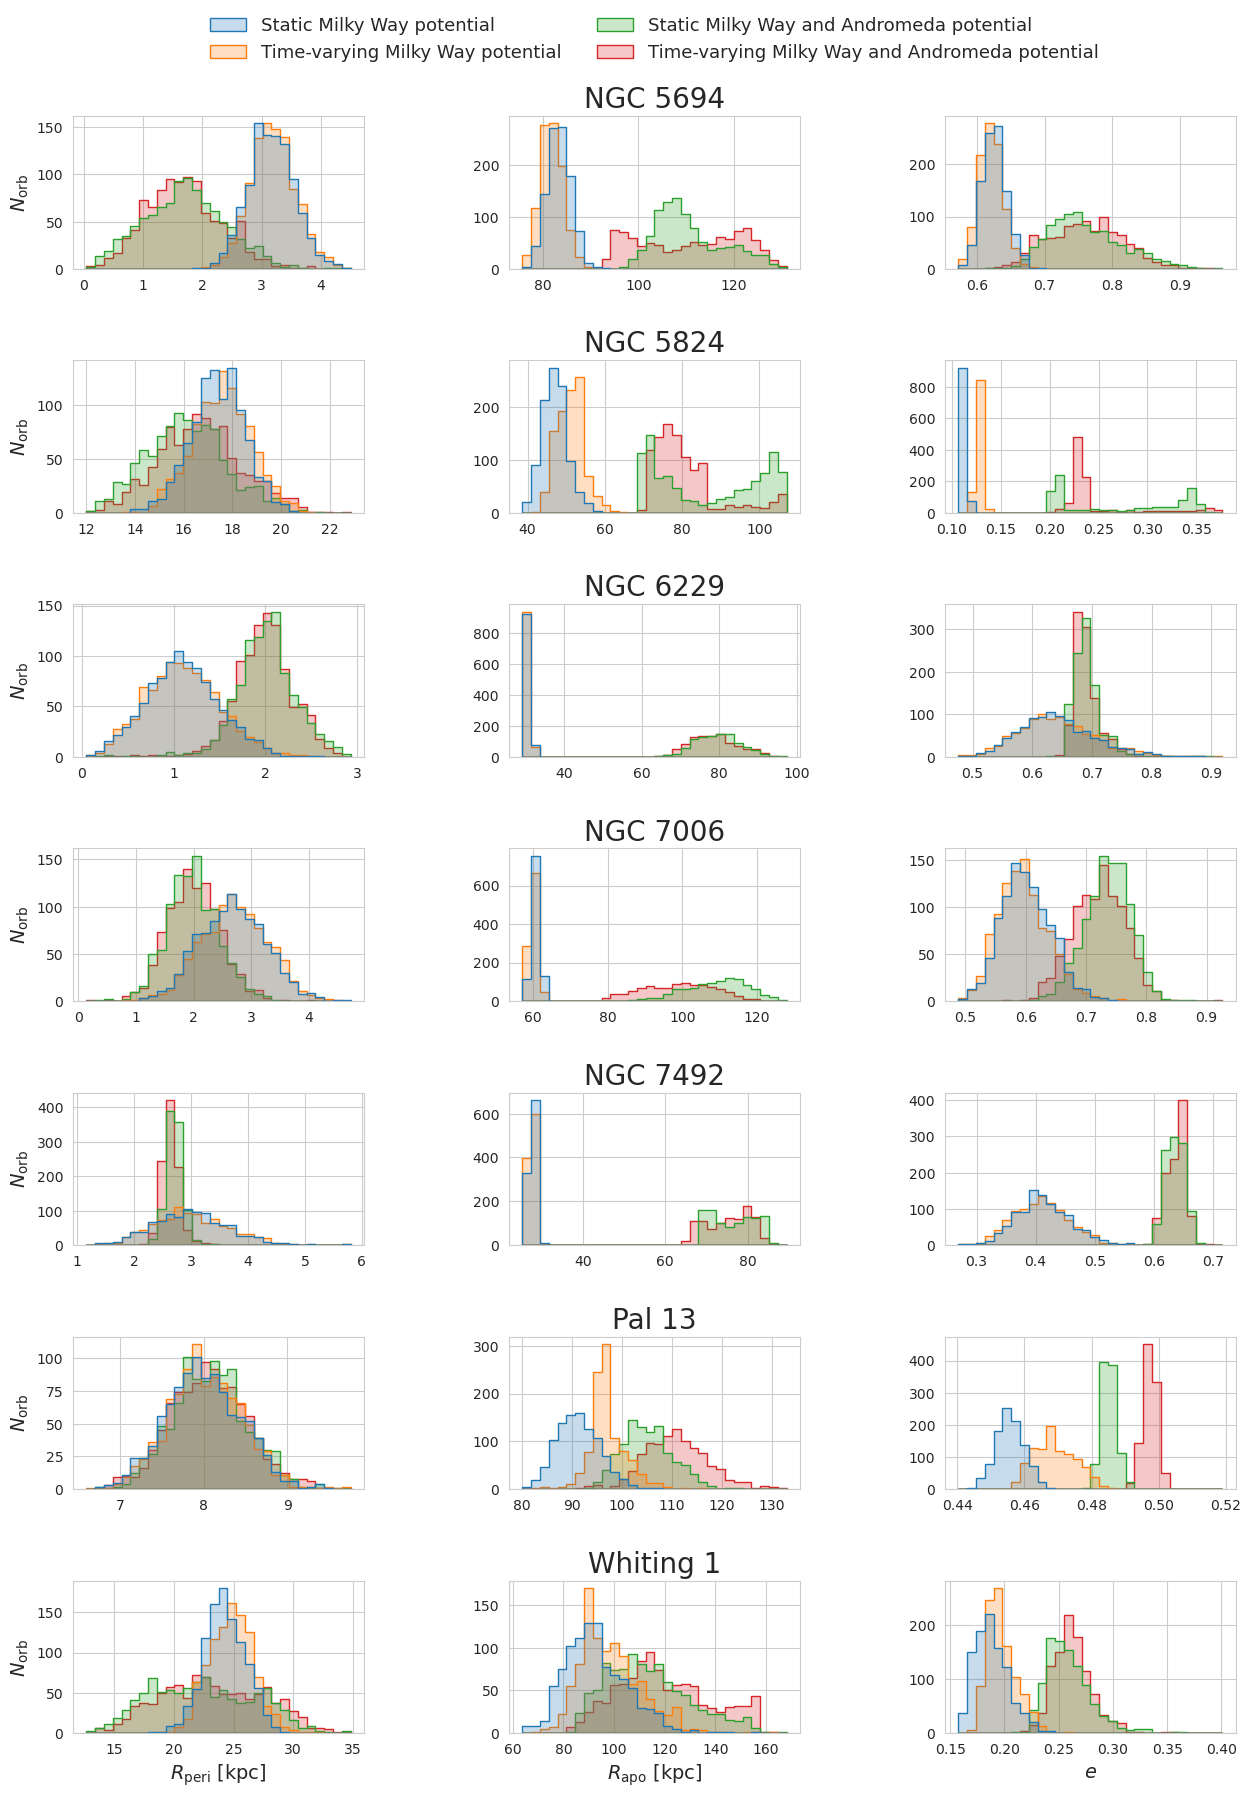 Static Milky Way potential
Time-varying Milky Way potential
Static Milky Way and Andromeda potential
Time-varying Milky Way and Andromeda potential
NGC 5694
N_orb
0 50 100 150
0 1 2 3 4
0 100 200
80 100 120
0 100 200
0.6 0.7 0.8 0.9
NGC 5824
N_orb
0 50 100
12 14 16 18 20 22
0 100 200
40 60 80 100
0 200 400 600 800
0.10 0.15 0.20 0.25 0.30 0.35
NGC 6229
N_orb
0 50 100 150
0 1 2 3
0 200 400 600 800
40 60 80 100
0 100 200 300
0.5 0.6 0.7 0.8 0.9
NGC 7006
N_orb
0 50 100 150
0 1 2 3 4
0 200 400 600
60 80 100 120
0 50 100 150
0.5 0.6 0.7 0.8 0.9
NGC 7492
N_orb
0 100 200 300 400
1 2 3 4 5 6
0 200 400 600
40 60 80
0 100 200 300 400
0.3 0.4 0.5 0.6 0.7
Pal 13
N_orb
0 25 50 75 100
7 8 9
0 100 200 300
80 90 100 110 120 130
0 100 200 300 400
0.44 0.46 0.48 0.50 0.52
Whiting 1
N_orb
0 50 100 150
15 20 25 30 35
R_peri [kpc]
0 50 100 150
60 80 100 120 140 160
R_apo [kpc]
0 100 200
0.15 0.20 0.25 0.30 0.35 0.40
e